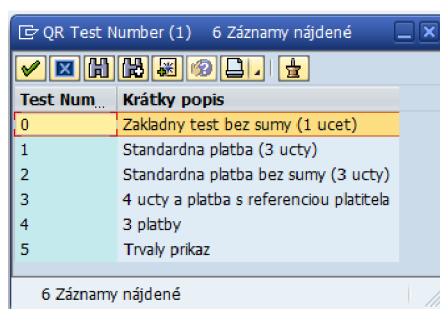 QR Test Number (1) 6 Záznamy nájdené
Test Num... Krátky popis
0 Zakladny test bez sumy (1 ucet)
1 Standardna platba (3 ucty)
2 Standardna platba bez sumy (3 ucty)
3 4 ucty a platba s referenciou platitela
4 3 platby
5 Trvaly prikaz
6 Záznamy nájdené